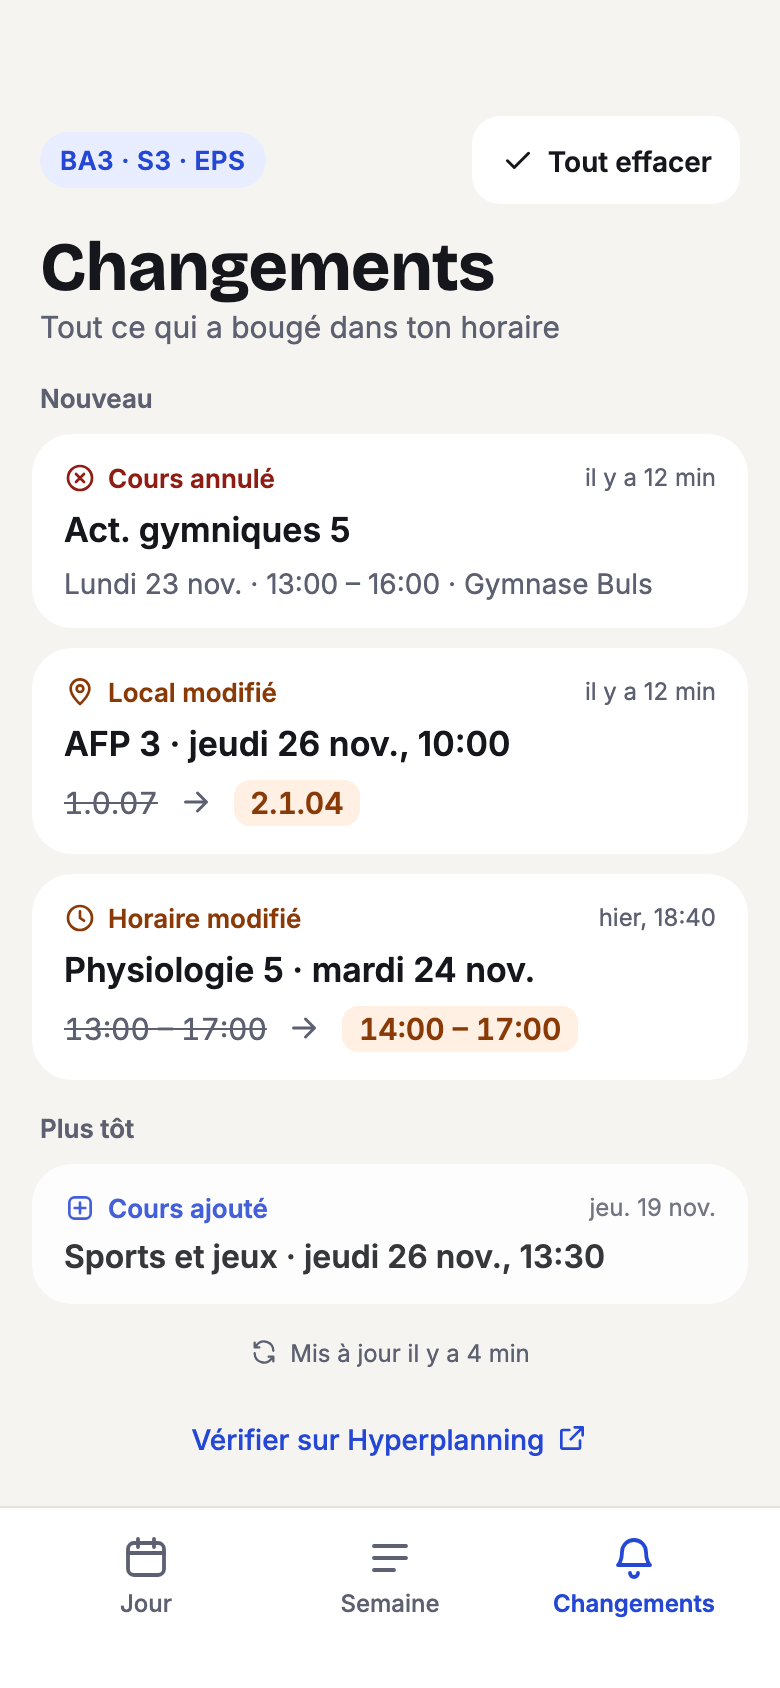 BA3 · S3 · EPS
Tout effacer
Changements
Tout ce qui a bougé dans ton horaire
Nouveau
Cours annulé
il y a 12 min
Act. gymniques 5
Lundi 23 nov. · 13:00 – 16:00 · Gymnase Buls
Local modifié
il y a 12 min
AFP 3 · jeudi 26 nov., 10:00
1.0.07 → 2.1.04
Horaire modifié
hier, 18:40
Physiologie 5 · mardi 24 nov.
13:00 – 17:00 → 14:00 – 17:00
Plus tôt
Cours ajouté
jeu. 19 nov.
Sports et jeux · jeudi 26 nov., 13:30
Mis à jour il y a 4 min
Vérifier sur Hyperplanning
Jour
Semaine
Changements